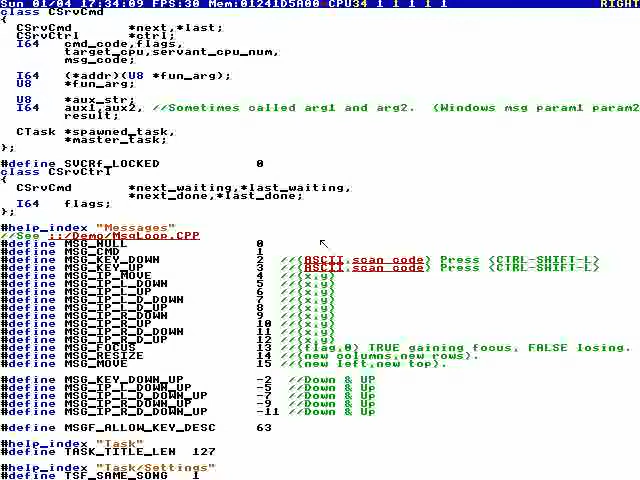 Sun 01/04 17:34:09 FPS:30 Mem:01241D5A00 CPU34 1 1 1 1 1 RIGHT
class CSrvCmd
{
  CSrvCmd *next,*last;
  CSrvCtrl *ctrl;
  I64 cmd_code,flags,
      target_cpu,servant_cpu_num,
      msg_code;
  I64 (*addr)(U8 *fun_arg);
  U8 *fun_arg;
  U8 *aux_str;
  I64 aux1,aux2, //Sometimes called arg1 and arg2. (Windows msg param1 param2
      result;
  CTask *spawned_task,
        *master_task;
};
#define SVCRf_LOCKED 0
class CSrvCtrl
{
  CSrvCmd *next_waiting,*last_waiting,
          *next_done,*last_done;
  I64 flags;
};
#help_index "Messages"
//See ::/Demo/MsgLoop.CPP
#define MSG_NULL 0
#define MSG_CMD 1
#define MSG_KEY_DOWN 2 //(ASCII,scan_code) Press {CTRL-SHIFT-L}
#define MSG_KEY_UP 3 //(ASCII,scan_code) Press {CTRL-SHIFT-L}
#define MSG_IP_MOVE 4 //(x,y)
#define MSG_IP_L_DOWN 5 //(x,y)
#define MSG_IP_L_UP 6 //(x,y)
#define MSG_IP_L_D_DOWN 7 //(x,y)
#define MSG_IP_L_D_UP 8 //(x,y)
#define MSG_IP_R_DOWN 9 //(x,y)
#define MSG_IP_R_UP 10 //(x,y)
#define MSG_IP_R_D_DOWN 11 //(x,y)
#define MSG_IP_R_D_UP 12 //(x,y)
#define MSG_FOCUS 13 //(flag,0) TRUE gaining focus, FALSE losing.
#define MSG_RESIZE 14 //(new columns,new rows).
#define MSG_MOVE 15 //(new left,new top).
#define MSG_KEY_DOWN_UP -2 //Down & UP
#define MSG_IP_L_DOWN_UP -5 //Down & Up
#define MSG_IP_L_D_DOWN_UP -7 //Down & Up
#define MSG_IP_R_DOWN_UP -9 //Down & Up
#define MSG_IP_R_D_DOWN_UP -11 //Down & Up
#define MSGF_ALLOW_KEY_DESC 63
#help_index "Task"
#define TASK_TITLE_LEN 127
#help_index "Task/Settings"
#define TSF_SAME_SONG 1